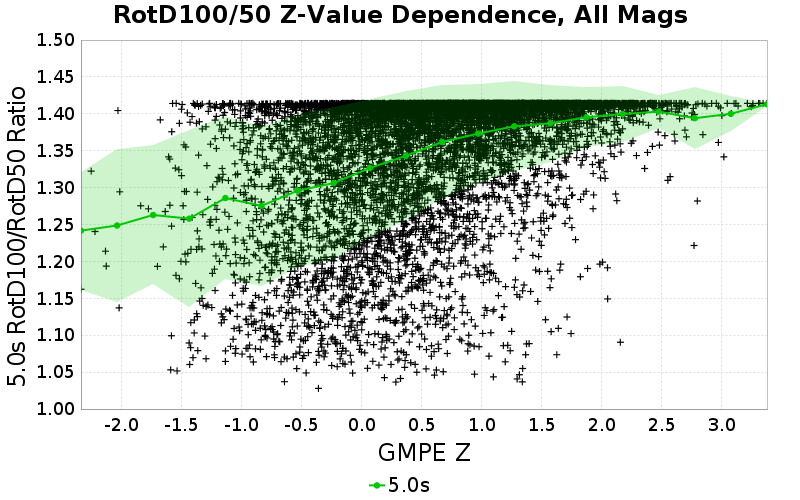 RotD100/50 Z-Value Dependence, All Mags
5.0s RotD100/RotD50 Ratio
1.50
1.45
1.40
1.35
1.30
1.25
1.20
1.15
1.10
1.05
1.00
-2.0 -1.5 -1.0 -0.5 0.0 0.5 1.0 1.5 2.0 2.5 3.0
GMPE Z
5.0s